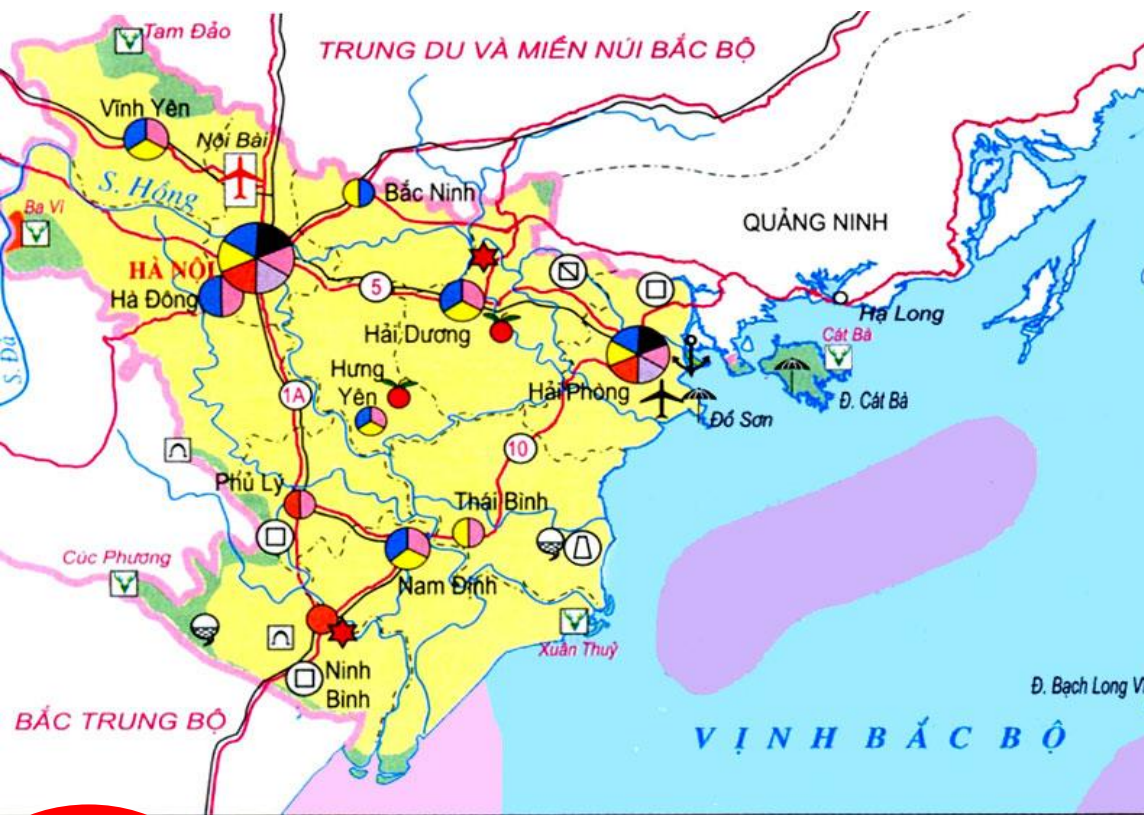 Tam Đảo
TRUNG DU VÀ MIỀN NÚI BẮC BỘ
Vĩnh Yên
Nội Bài
S. Hồng
Bắc Ninh
Ba Vì
QUẢNG NINH
HÀ NỘI
Hà Đông
5
Hạ Long
Hải Dương
Cát Bà
S. Đà
Hưng
Yên
1A
Hải Phòng
Đ. Cát Bà
Đồ Sơn
10
Phủ Lý
Thái Bình
Cúc Phương
Nam Định
Xuân Thuỷ
Ninh
Bình
Đ. Bạch Long V
BẮC TRUNG BỘ
VỊNH BẮC BỘ